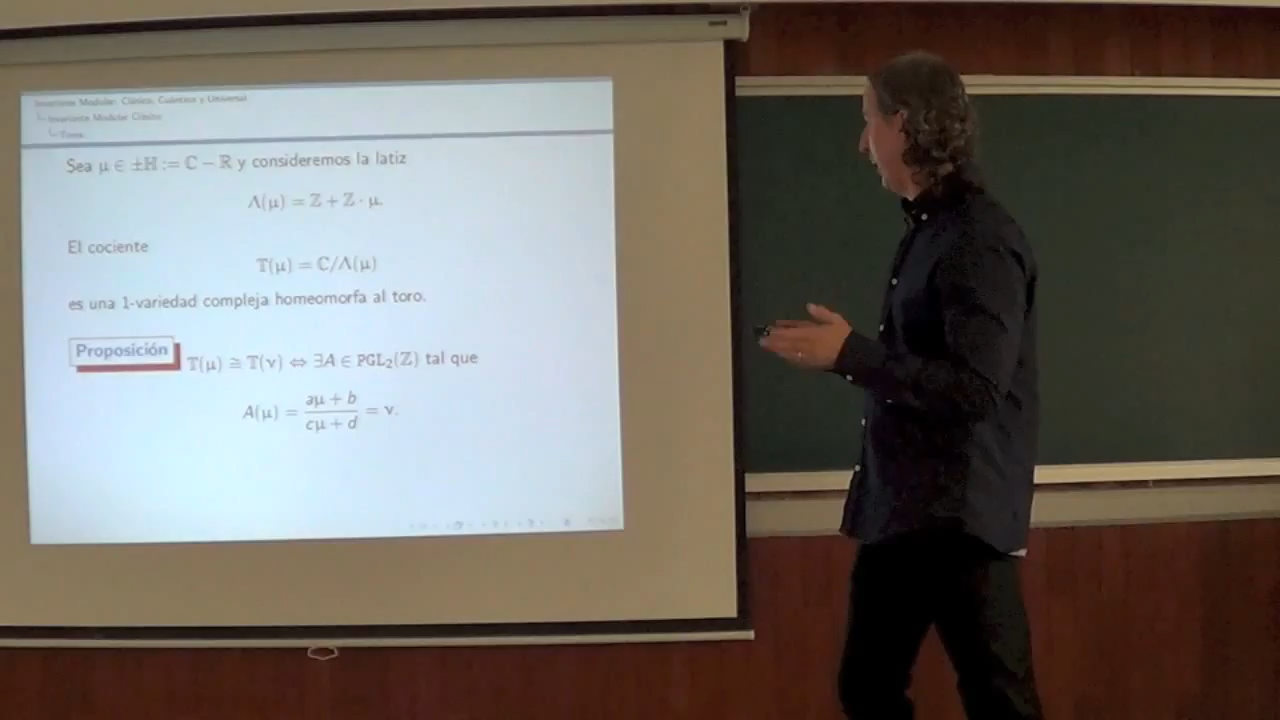 Invariante Modular: Clásico, Cuántico y Universal
Invariante Modular Clásico
Toros
Sea μ ∈ ±ℍ := ℂ − ℝ y consideremos la latiz
Λ(μ) = ℤ + ℤ · μ.
El cociente
𝕋(μ) = ℂ/Λ(μ)
es una 1-variedad compleja homeomorfa al toro.
Proposición
𝕋(μ) ≅ 𝕋(ν) ⇔ ∃A ∈ PGL₂(ℤ) tal que
A(μ) = (aμ + b)/(cμ + d) = ν.